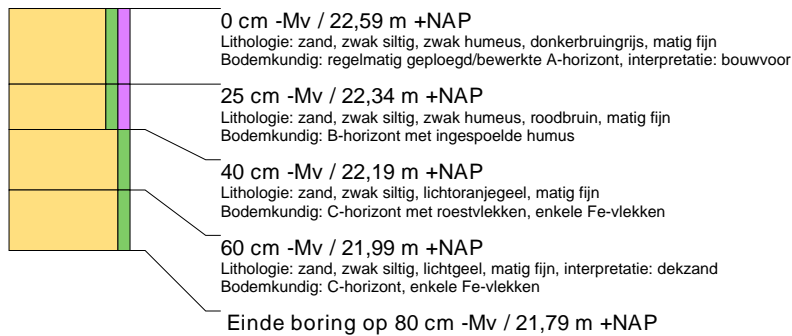 0 cm -Mv / 22,59 m +NAP
Lithologie: zand, zwak siltig, zwak humeus, donkerbruingrijs, matig fijn
Bodemkundig: regelmatig geploegd/bewerkte A-horizont, interpretatie: bouwvoor
25 cm -Mv / 22,34 m +NAP
Lithologie: zand, zwak siltig, zwak humeus, roodbruin, matig fijn
Bodemkundig: B-horizont met ingespoelde humus
40 cm -Mv / 22,19 m +NAP
Lithologie: zand, zwak siltig, lichtoranjegeel, matig fijn
Bodemkundig: C-horizont met roestvlekken, enkele Fe-vlekken
60 cm -Mv / 21,99 m +NAP
Lithologie: zand, zwak siltig, lichtgeel, matig fijn, interpretatie: dekzand
Bodemkundig: C-horizont, enkele Fe-vlekken
Einde boring op 80 cm -Mv / 21,79 m +NAP